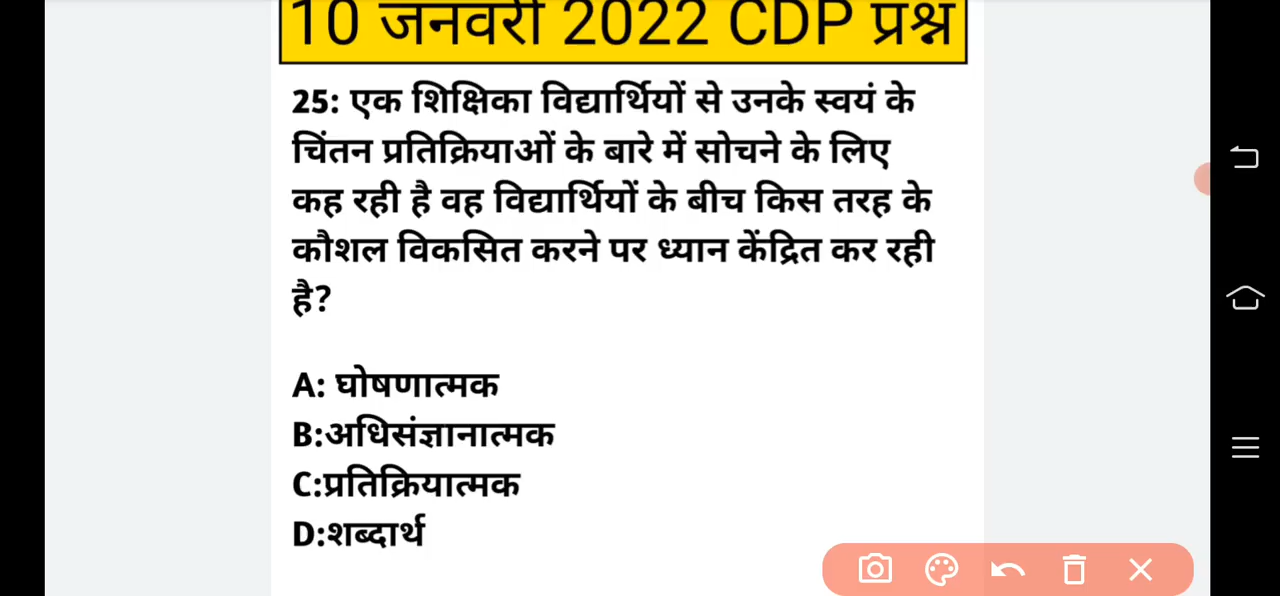 10 जनवरी 2022 CDP प्रश्न
25: एक शिक्षिका विद्यार्थियों से उनके स्वयं के
चिंतन प्रतिक्रियाओं के बारे में सोचने के लिए
कह रही है वह विद्यार्थियों के बीच किस तरह के
कौशल विकसित करने पर ध्यान केंद्रित कर रही
है?
A: घोषणात्मक
B:अधिसंज्ञानात्मक
C:प्रतिक्रियात्मक
D:शब्दार्थ